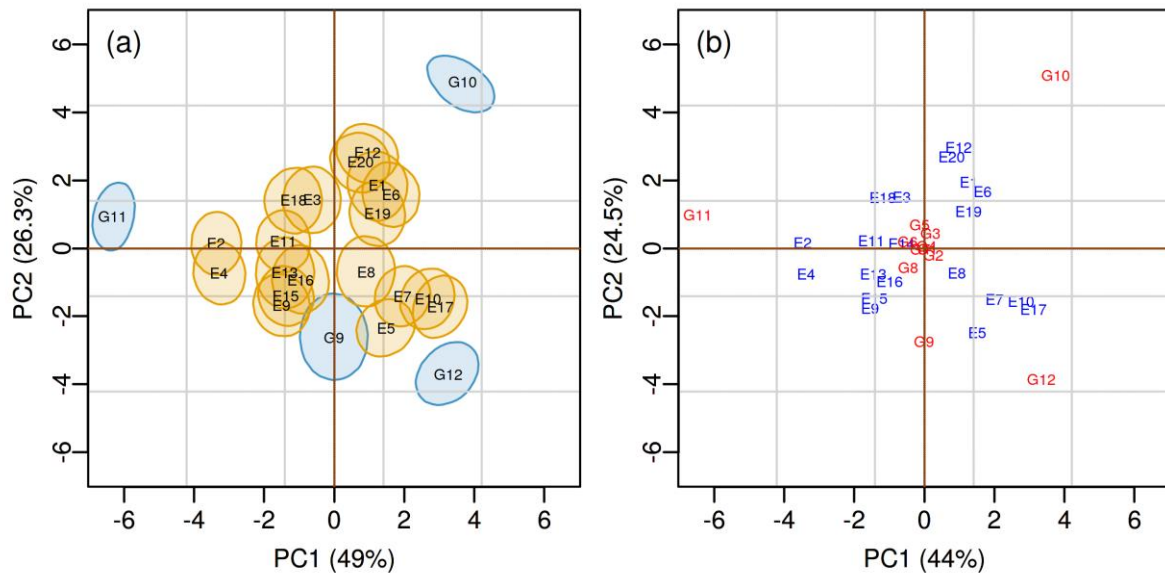 (a)
G10
E12
E20
E1
E6
E18 E3
E19
G11
E2 E11
E4 E13 E8
E16
E15 E7 E10
E9 E17
E5
G9
G12
6
4
2
0
-2
-4
-6
PC2 (26.3%)
-6 -4 -2 0 2 4 6
PC1 (49%)
(b)
G10
E12
E20
E1
E6
E18 E3
G11 E19
G5
G3
E2 E11
G2
E4 E13 G8 E8
E16
E7 E10
E9 E17
E5
G9
G12
6
4
2
0
-2
-4
-6
PC2 (24.5%)
-6 -4 -2 0 2 4 6
PC1 (44%)